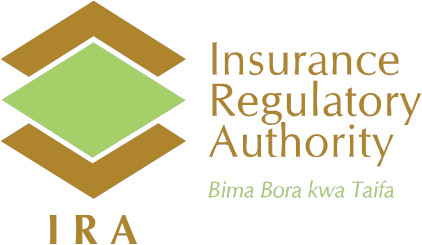 Insurance
Regulatory
Authority
Bima Bora kwa Taifa
IRA